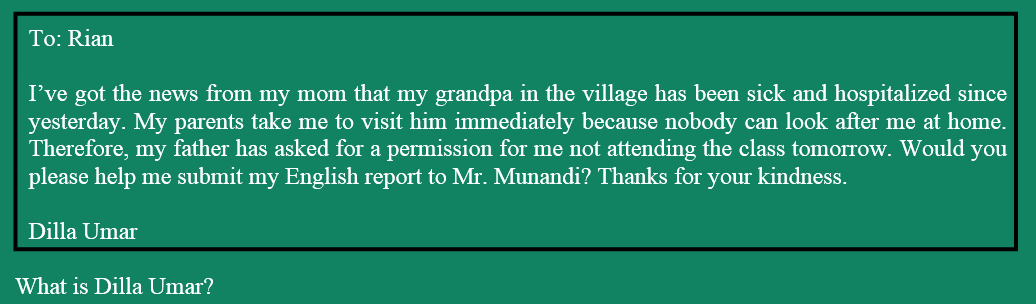 To: Rian
I’ve got the news from my mom that my grandpa in the village has been sick and hospitalized since
yesterday. My parents take me to visit him immediately because nobody can look after me at home.
Therefore, my father has asked for a permission for me not attending the class tomorrow. Would you
please help me submit my English report to Mr. Munandi? Thanks for your kindness.
Dilla Umar
What is Dilla Umar?